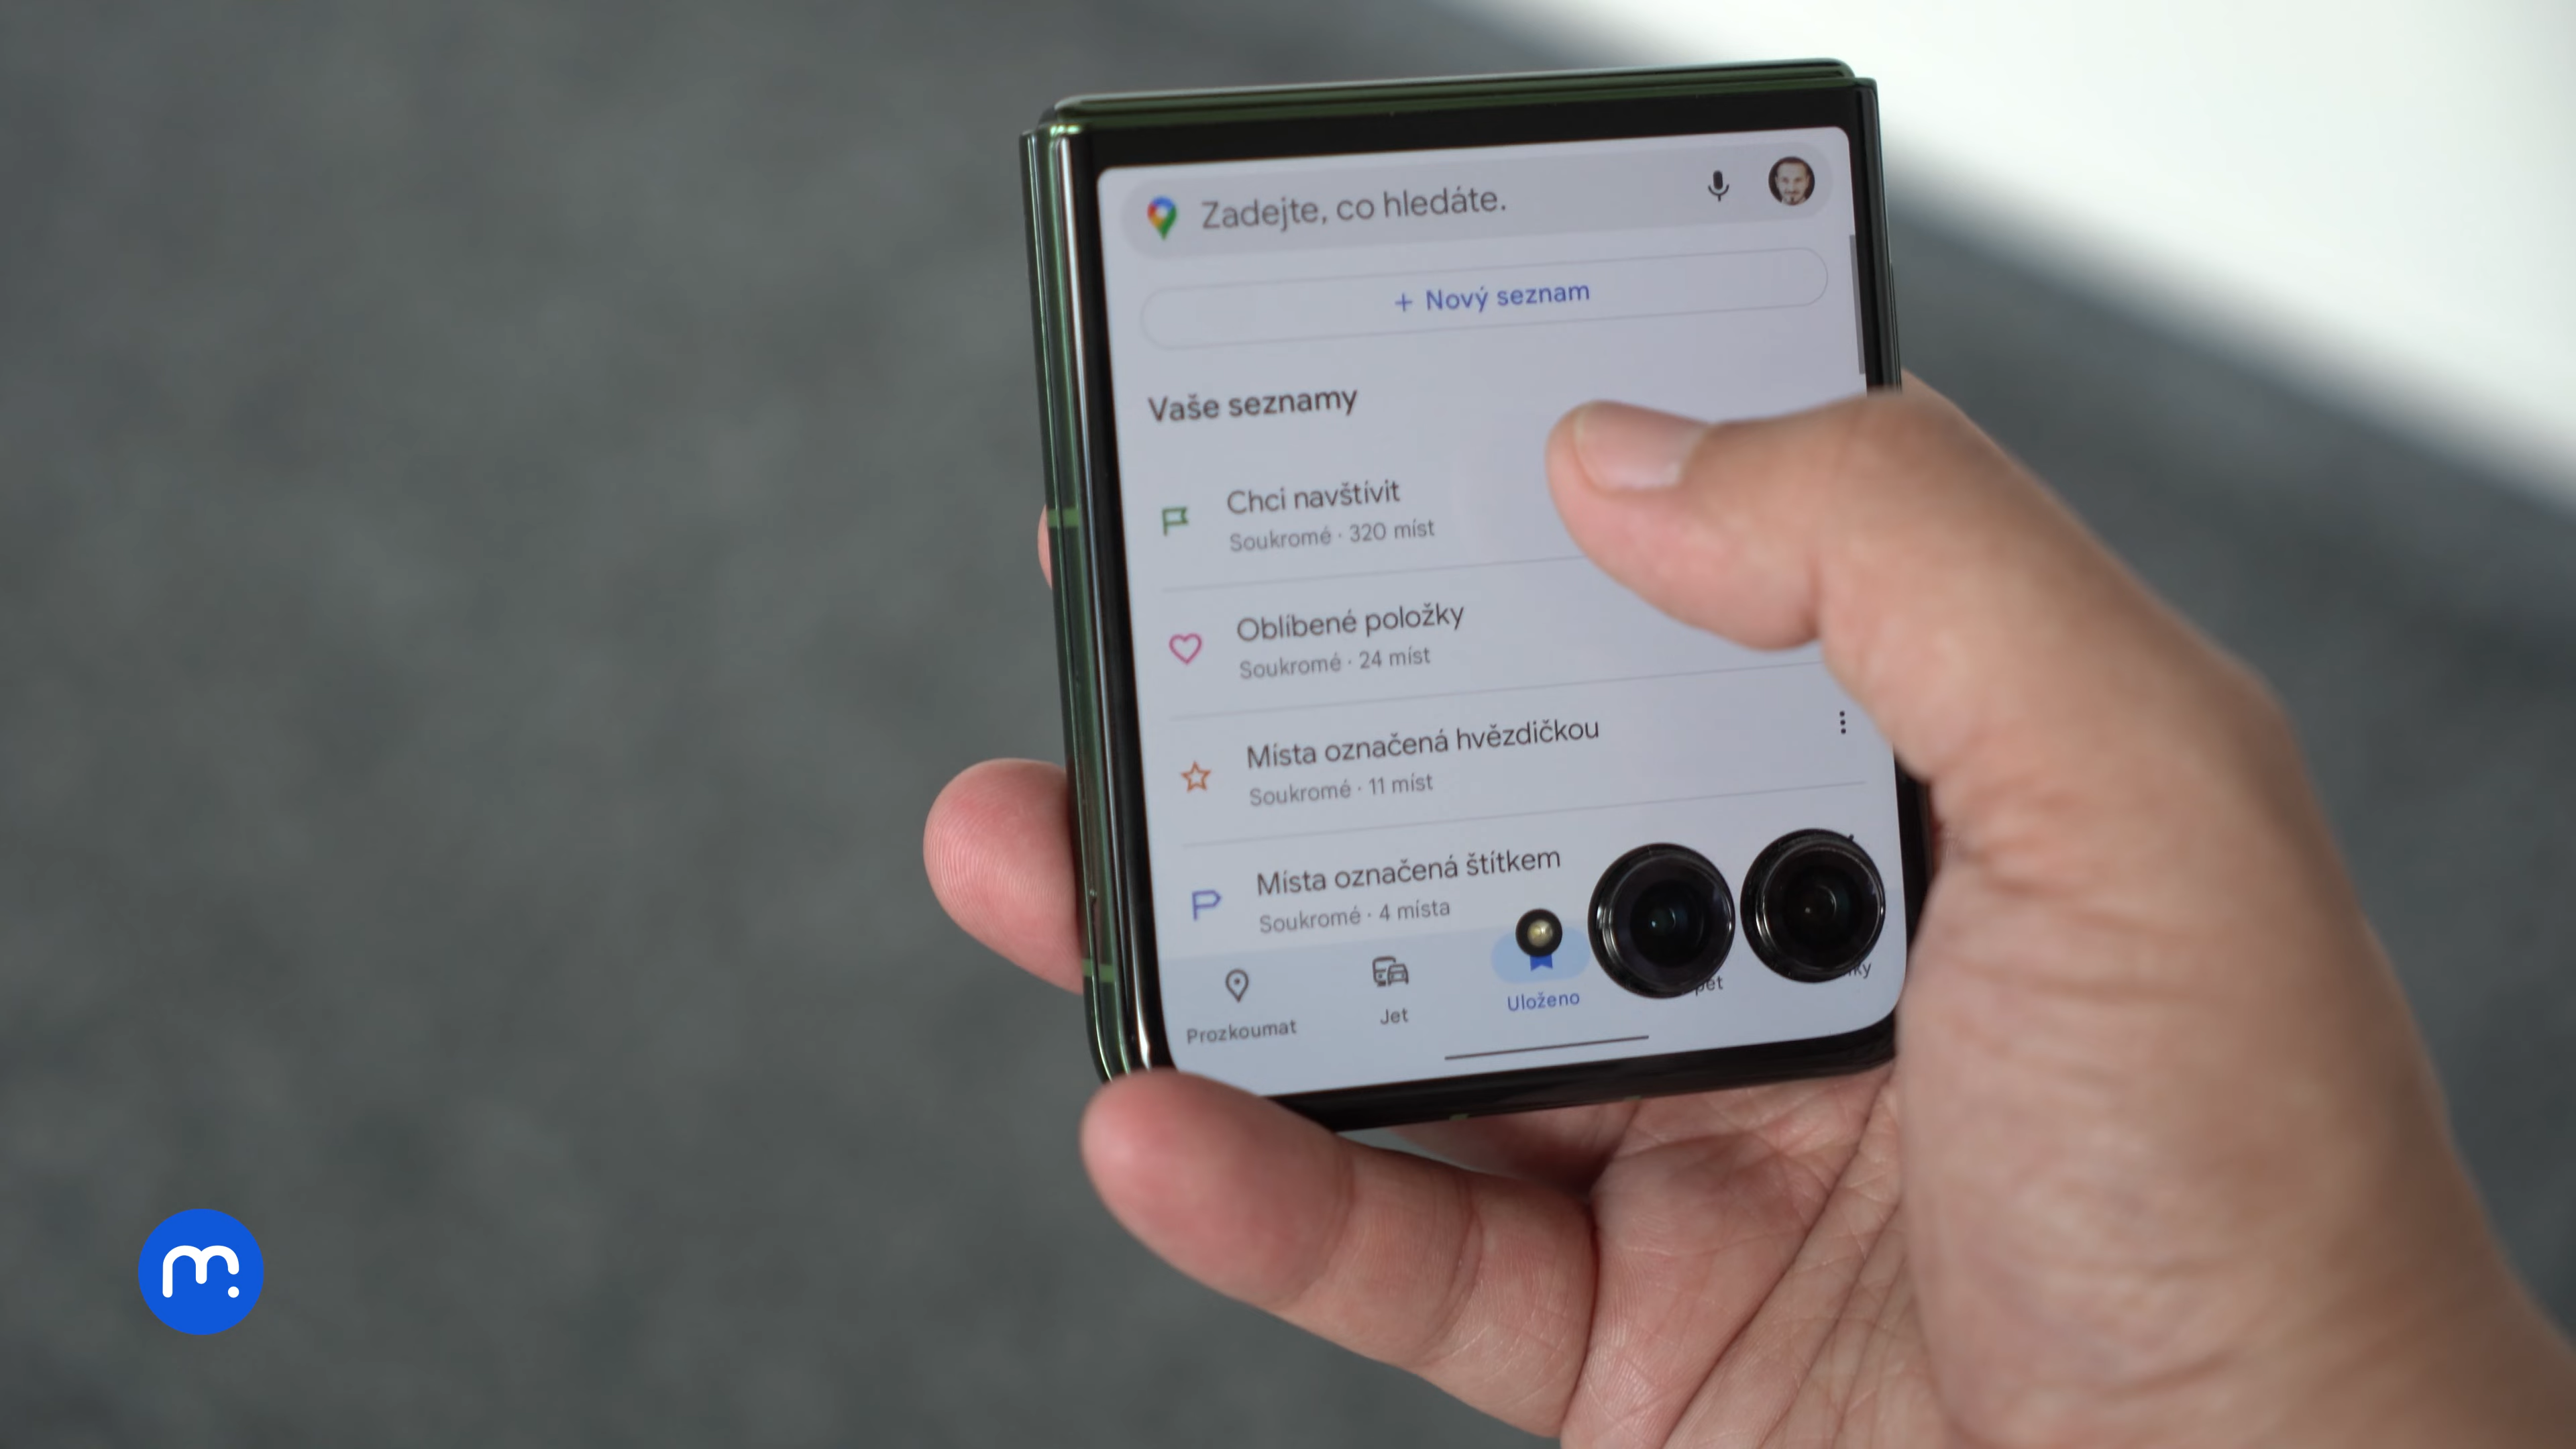 Zadejte, co hledáte.
+ Nový seznam
Vaše seznamy
Chci navštívit
Soukromé · 320 míst
Oblíbené položky
Soukromé · 24 míst
Místa označená hvězdičkou
Soukromé · 11 míst
Místa označená štítkem
Soukromé · 4 místa
Prozkoumat
Jet
Uloženo
m.